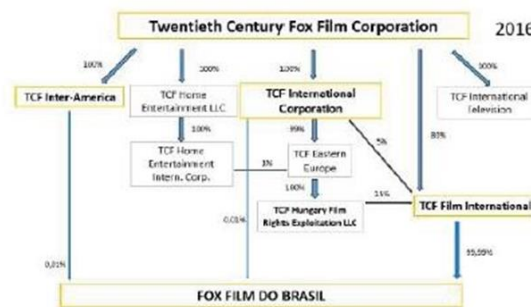 Twentieth Century Fox Film Corporation
2016
100%
100%
100%
100%
TCF Inter-America
TCF Home
Entertainment LLC
TCF International
Corporation
TCF International
Television
100%
99%
5%
80%
TCF Home
Entertainment
Intern. Corp.
1%
TCF Eastern
Europe
100%
15%
TCF Hungary Film
Rights Exploitation LLC
TCF Film International
0,01%
0,01%
99,99%
FOX FILM DO BRASIL